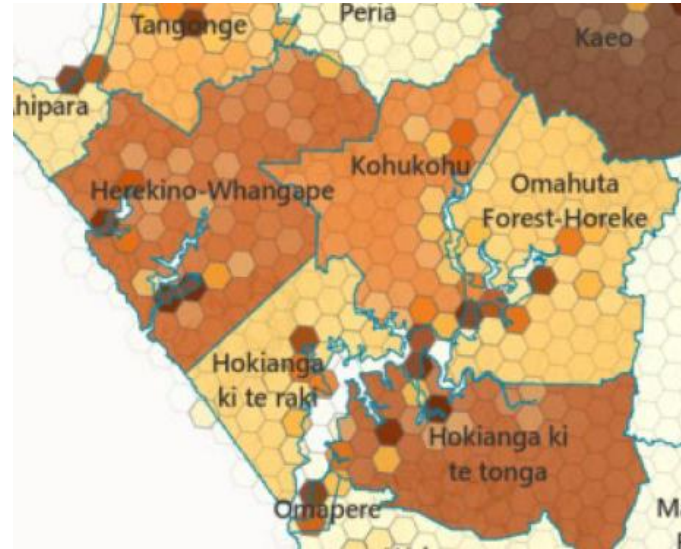 Peria
Tangonge
Kaeo
hipara
Kohukohu
Herekino-Whangape
Omahuta
Forest-Horeke
Hokianga
ki te raki
Hokianga ki
te tonga
Omapere
Ma